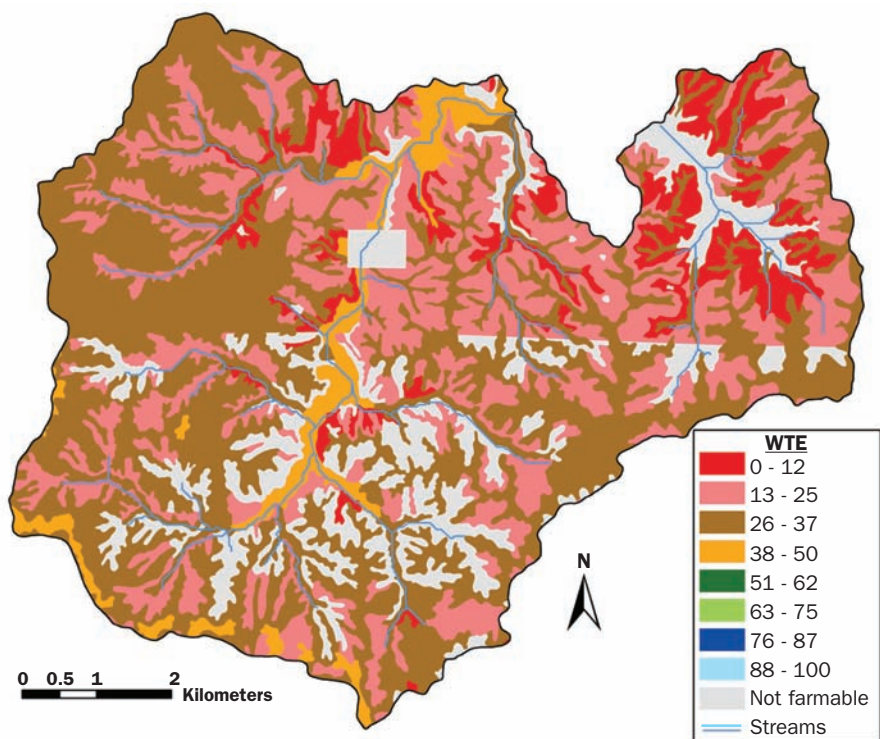 N
0 0.5 1 2
Kilometers
WTE
0 - 12
13 - 25
26 - 37
38 - 50
51 - 62
63 - 75
76 - 87
88 - 100
Not farmable
Streams